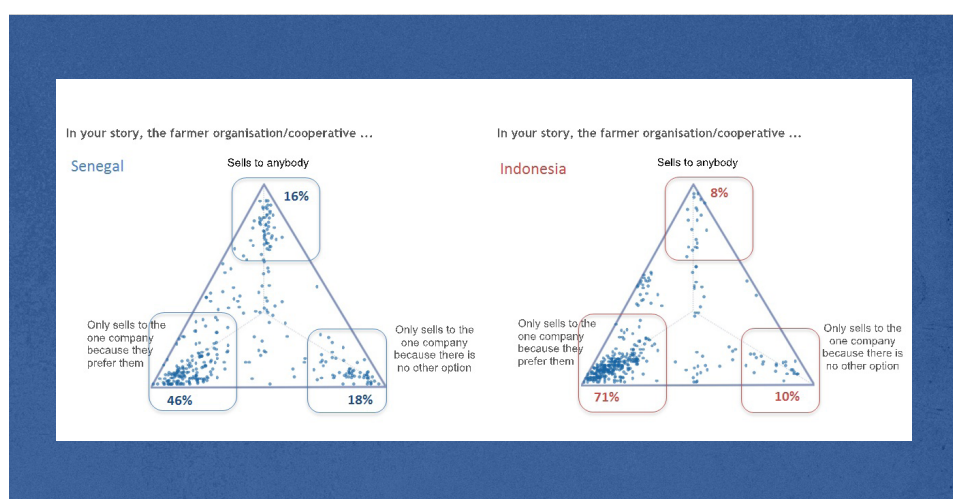 In your story, the farmer organisation/cooperative ...
Senegal
Sells to anybody
16%
Only sells to the
one company
because they
prefer them
46%
Only sells to the
one company
because there is
no other option
18%
In your story, the farmer organisation/cooperative ...
Indonesia
Sells to anybody
8%
Only sells to the
one company
because they
prefer them
71%
Only sells to the
one company
because there is
no other option
10%